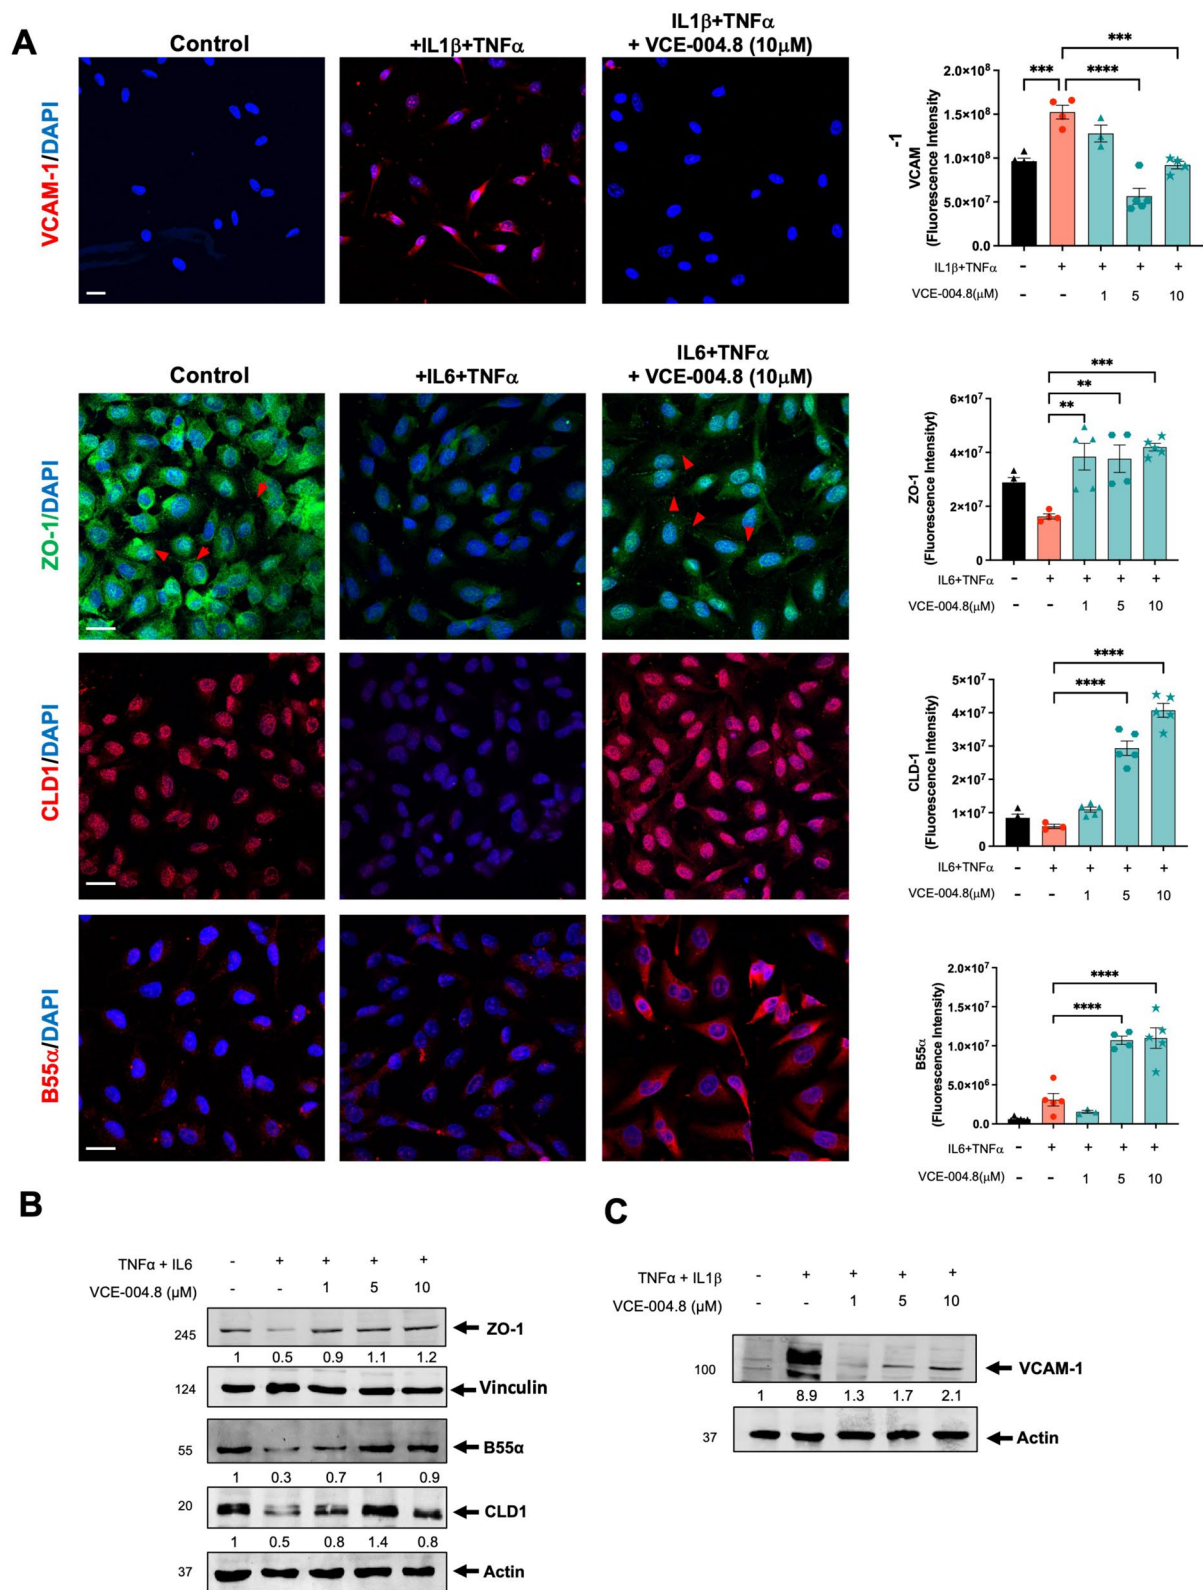 A
Control
+IL1β+TNFα
IL1β+TNFα
+ VCE-004.8 (10μM)
VCAM-1/DAPI
*** **** ***
VCAM
-1
(Fluorescence Intensity)
2.0×10⁸
1.5×10⁸
1.0×10⁸
5.0×10⁷
0.0
IL1β+TNFα - + + + +
VCE-004.8(μM) - - 1 5 10
Control
+IL6+TNFα
IL6+TNFα
+ VCE-004.8 (10μM)
ZO-1/DAPI
***
**
**
ZO-1
(Fluorescence Intensityt)
6×10⁷
4×10⁷
2×10⁷
0
IL6+TNFα - + + + +
VCE-004.8(μM) - - 1 5 10
CLD1/DAPI
****
****
CLD-1
(Fluorescence Intensity)
5×10⁷
4×10⁷
3×10⁷
2×10⁷
1×10⁷
0
IL6+TNFα - + + + +
VCE-004.8(μM) - - 1 5 10
B55α/DAPI
****
****
B55α
(Fluorescence Intensity)
2.0×10⁷
1.5×10⁷
1.0×10⁷
5.0×10⁶
0.0
IL6+TNFα - + + + +
VCE-004.8(μM) - - 1 5 10
B
TNFα + IL6 - + + + +
VCE-004.8 (μM) - - 1 5 10
245 ZO-1
1 0.5 0.9 1.1 1.2
124 Vinculin
55 B55α
1 0.3 0.7 1 0.9
20 CLD1
1 0.5 0.8 1.4 0.8
37 Actin
C
TNFα + IL1β - + + + +
VCE-004.8 (μM) - - 1 5 10
100 VCAM-1
1 8.9 1.3 1.7 2.1
37 Actin